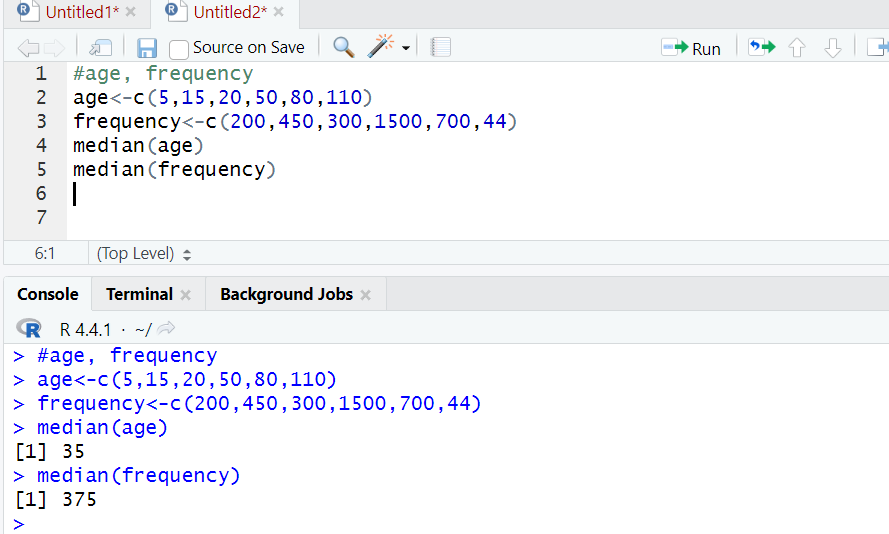 Untitled1* × Untitled2* ×
Source on Save Run
1 #age, frequency
2 age<-c(5,15,20,50,80,110)
3 frequency<-c(200,450,300,1500,700,44)
4 median(age)
5 median(frequency)
6
7
6:1 (Top Level)
Console Terminal × Background Jobs ×
R R 4.4.1 · ~/
> #age, frequency
> age<-c(5,15,20,50,80,110)
> frequency<-c(200,450,300,1500,700,44)
> median(age)
[1] 35
> median(frequency)
[1] 375
>